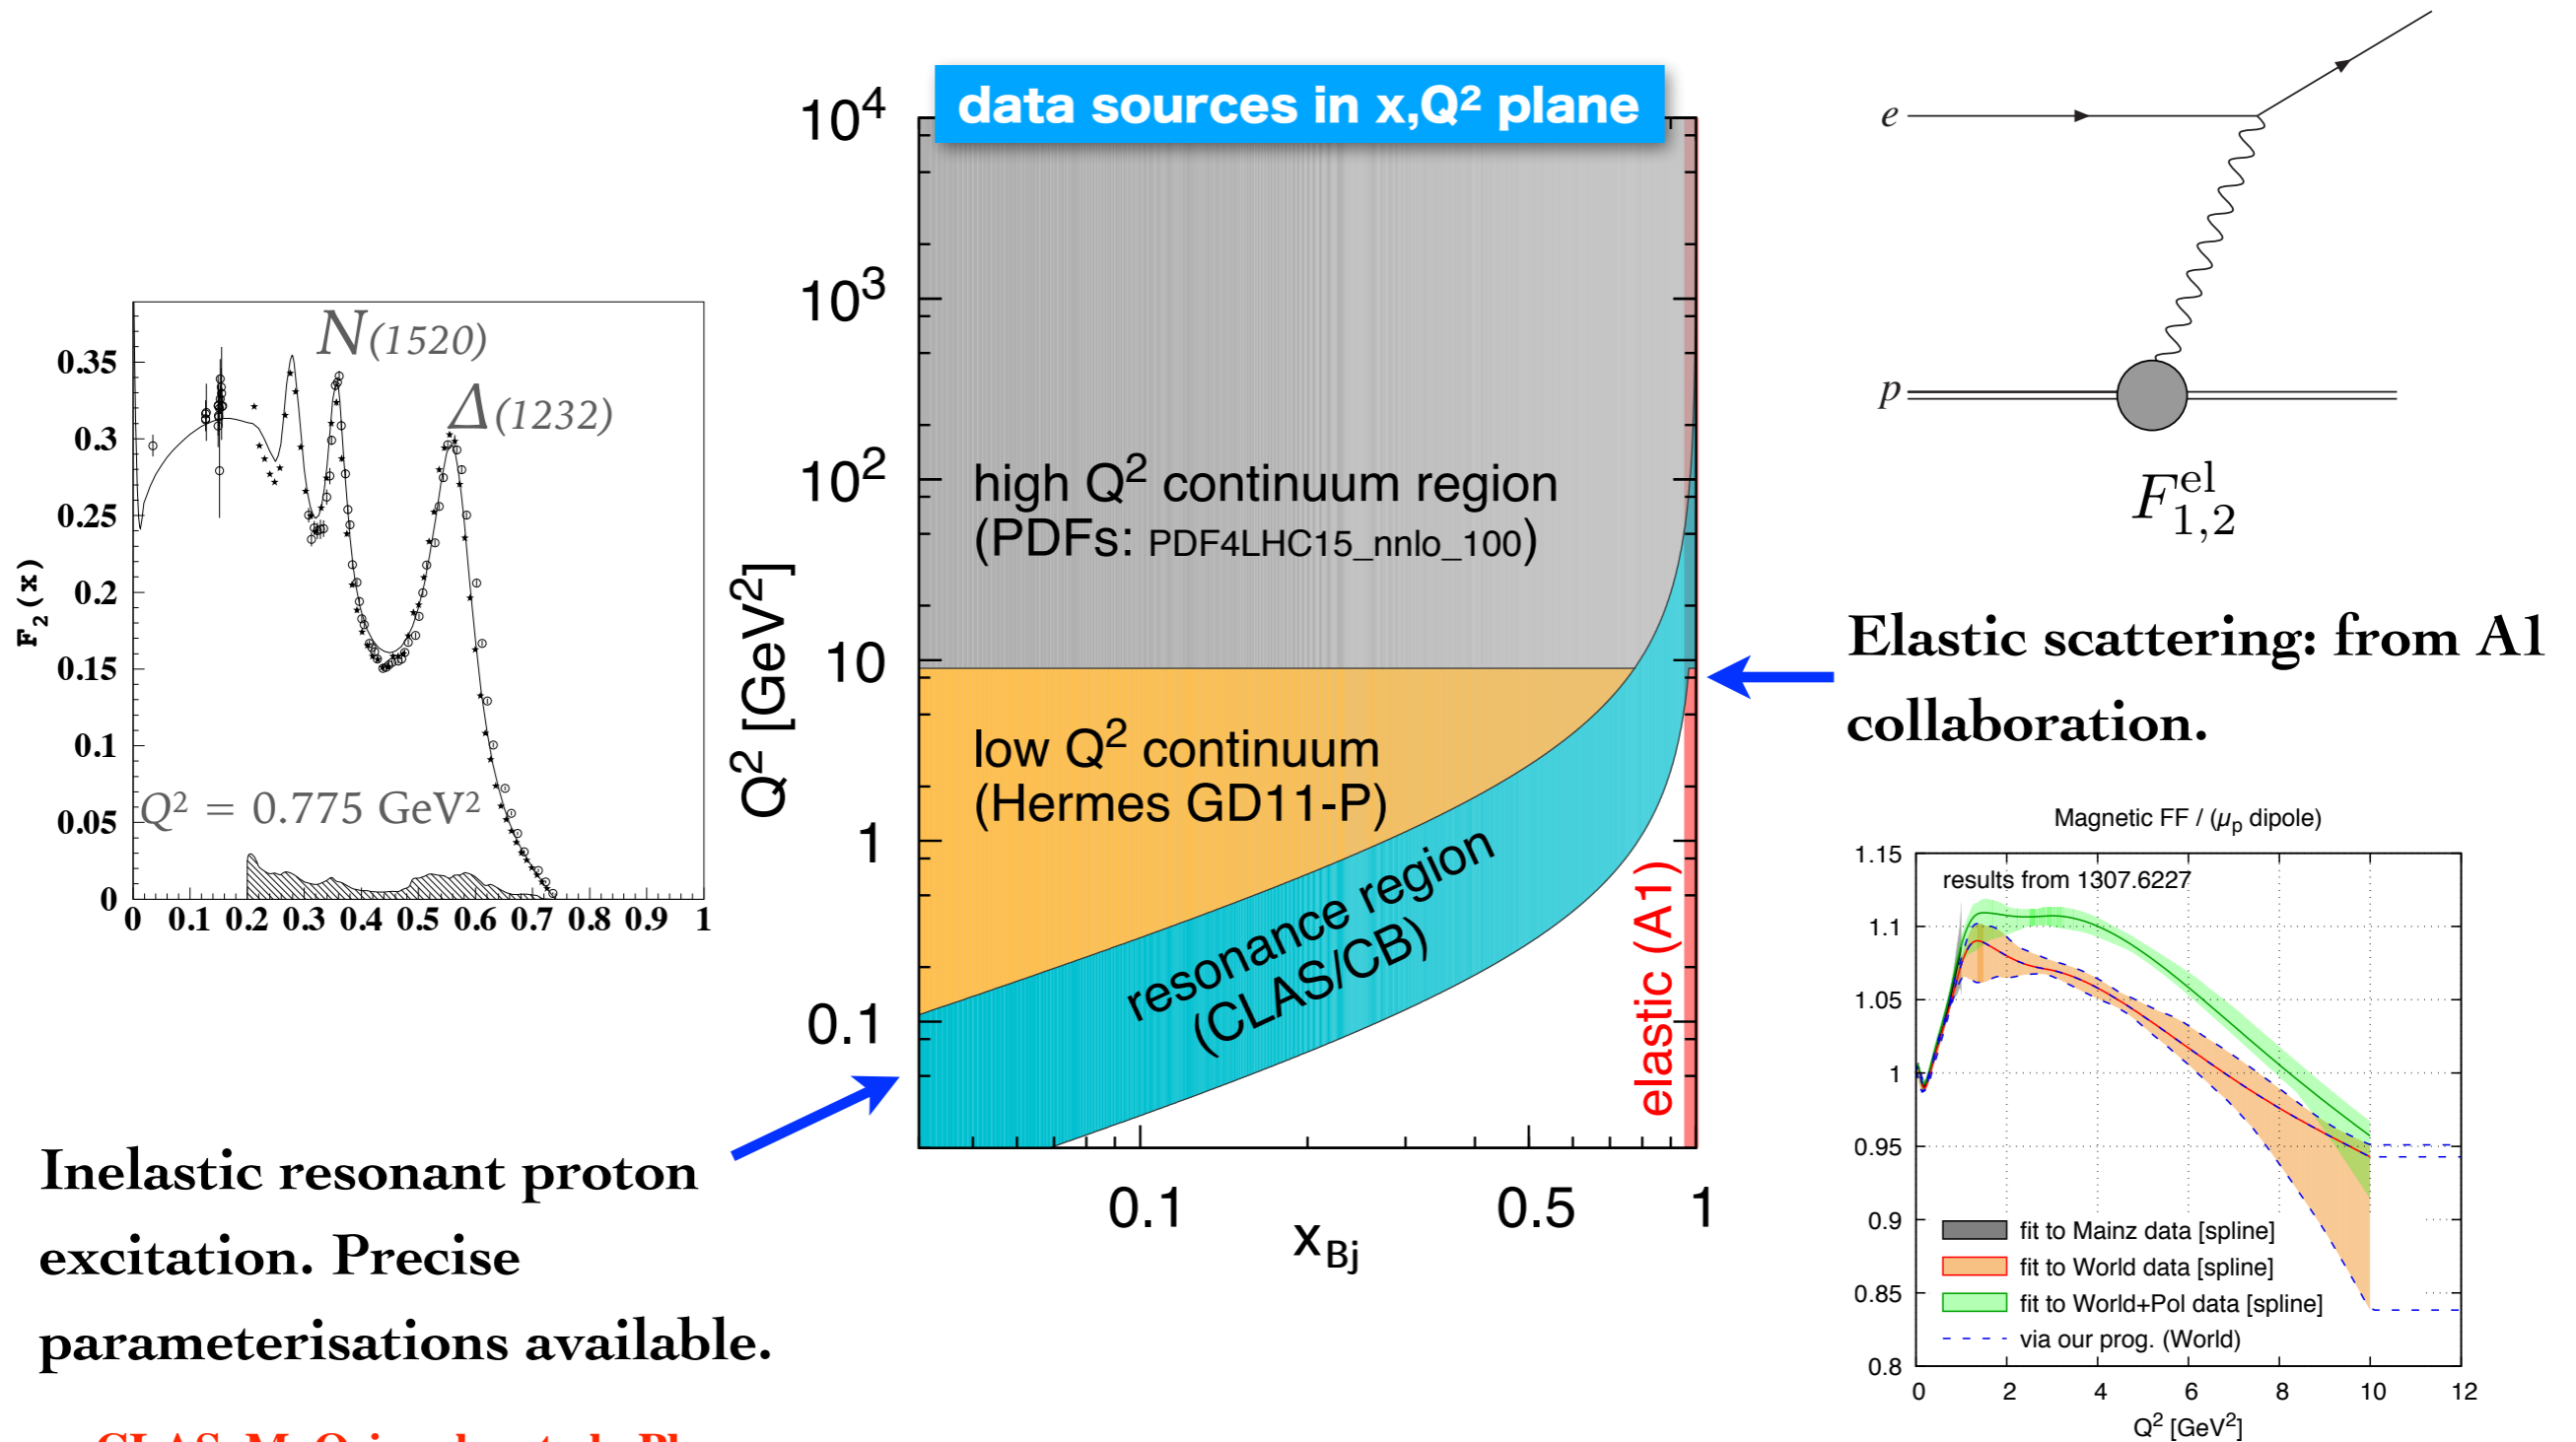 data sources in x,Q² plane
10⁴
10³
10²
10
1
0.1
Q² [GeV²]
high Q² continuum region
(PDFs: PDF4LHC15_nnlo_100)
low Q² continuum
(Hermes GD11-P)
resonance region
(CLAS/CB)
elastic (A1)
0.1 0.5 1
x_Bj
N(1520)
Δ(1232)
0.35
0.3
0.25
0.2
0.15
0.1
0.05
0
F₂(x)
Q² = 0.775 GeV²
0 0.1 0.2 0.3 0.4 0.5 0.6 0.7 0.8 0.9 1
Inelastic resonant proton
excitation. Precise
parameterisations available.
e
p
F₁,₂^el
Elastic scattering: from A1
collaboration.
Magnetic FF / (μₚ dipole)
results from 1307.6227
1.15
1.1
1.05
1
0.95
0.9
0.85
0.8
fit to Mainz data [spline]
fit to World data [spline]
fit to World+Pol data [spline]
via our prog. (World)
0 2 4 6 8 10 12
Q² [GeV²]